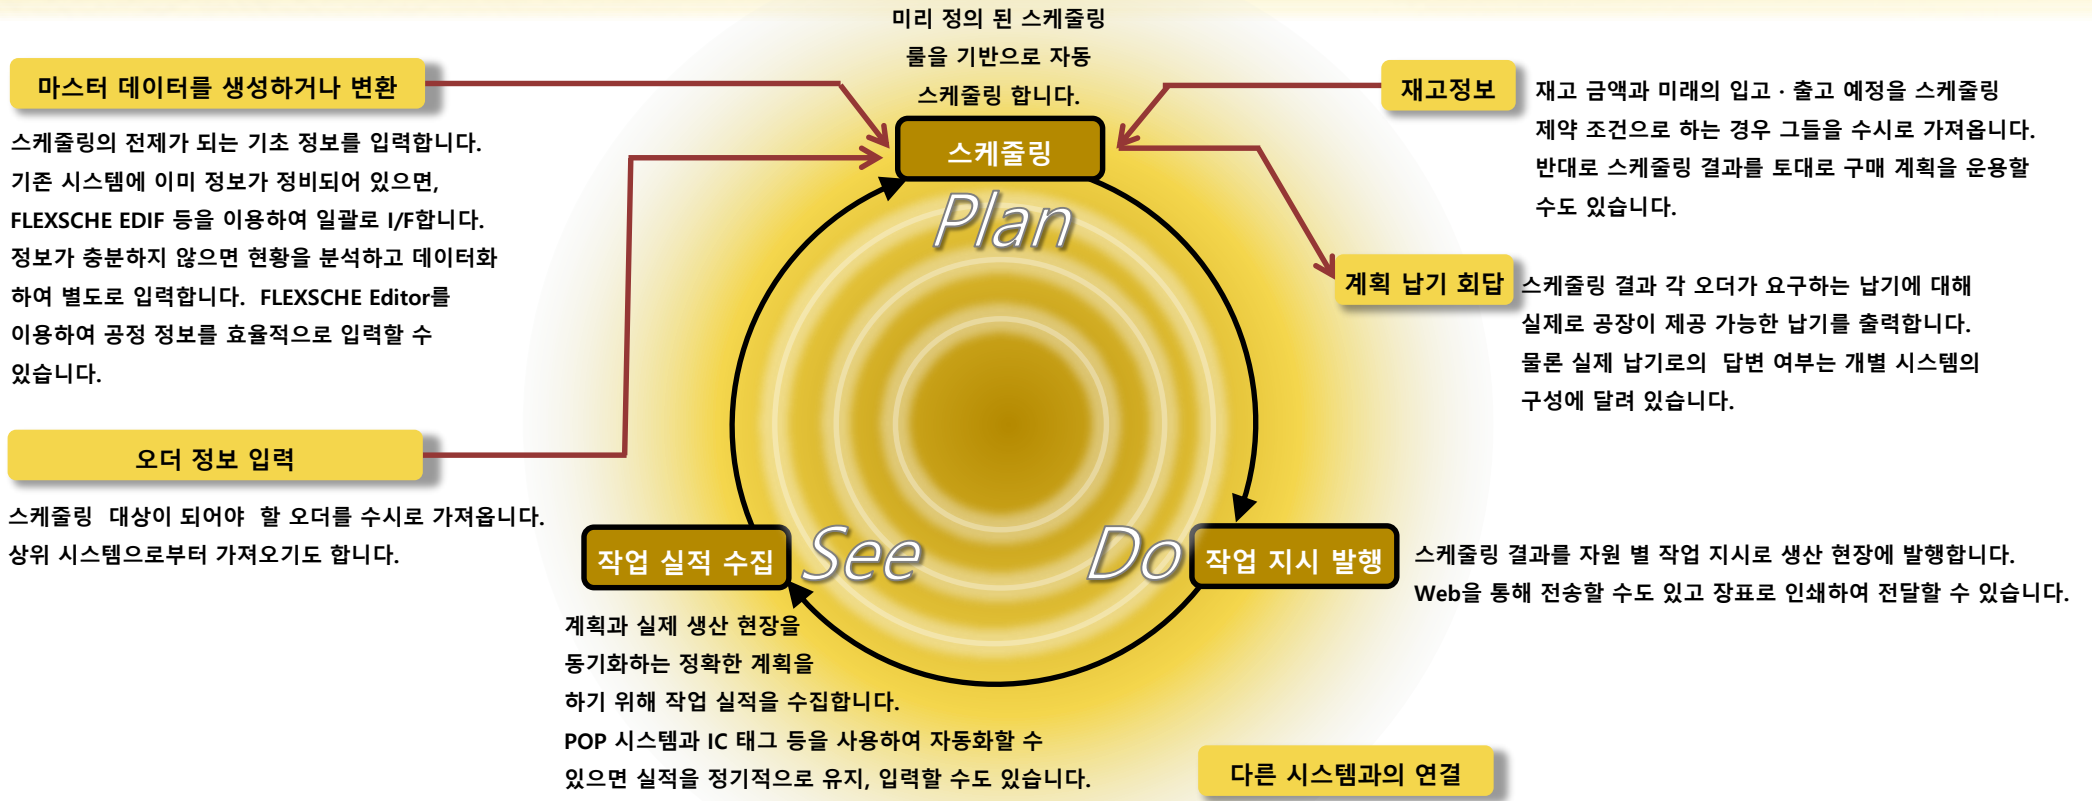 미리 정의 된 스케줄링
룰을 기반으로 자동
스케줄링 합니다.
마스터 데이터를 생성하거나 변환
스케줄링의 전제가 되는 기초 정보를 입력합니다.
기존 시스템에 이미 정보가 정비되어 있으면,
FLEXSCHE EDIF 등을 이용하여 일괄로 I/F합니다.
정보가 충분하지 않으면 현황을 분석하고 데이터화
하여 별도로 입력합니다. FLEXSCHE Editor를
이용하여 공정 정보를 효율적으로 입력할 수
있습니다.
오더 정보 입력
스케줄링 대상이 되어야 할 오더를 수시로 가져옵니다.
상위 시스템으로부터 가져오기도 합니다.
스케줄링
Plan
재고정보
재고 금액과 미래의 입고 · 출고 예정을 스케줄링
제약 조건으로 하는 경우 그들을 수시로 가져옵니다.
반대로 스케줄링 결과를 토대로 구매 계획을 운용할
수도 있습니다.
계획 납기 회답
스케줄링 결과 각 오더가 요구하는 납기에 대해
실제로 공장이 제공 가능한 납기를 출력합니다.
물론 실제 납기로의 답변 여부는 개별 시스템의
구성에 달려 있습니다.
Do
작업 지시 발행
스케줄링 결과를 자원 별 작업 지시로 생산 현장에 발행합니다.
Web을 통해 전송할 수도 있고 장표로 인쇄하여 전달할 수 있습니다.
작업 실적 수집
See
계획과 실제 생산 현장을
동기화하는 정확한 계획을
하기 위해 작업 실적을 수집합니다.
POP 시스템과 IC 태그 등을 사용하여 자동화할 수
있으면 실적을 정기적으로 유지, 입력할 수도 있습니다.
다른 시스템과의 연결